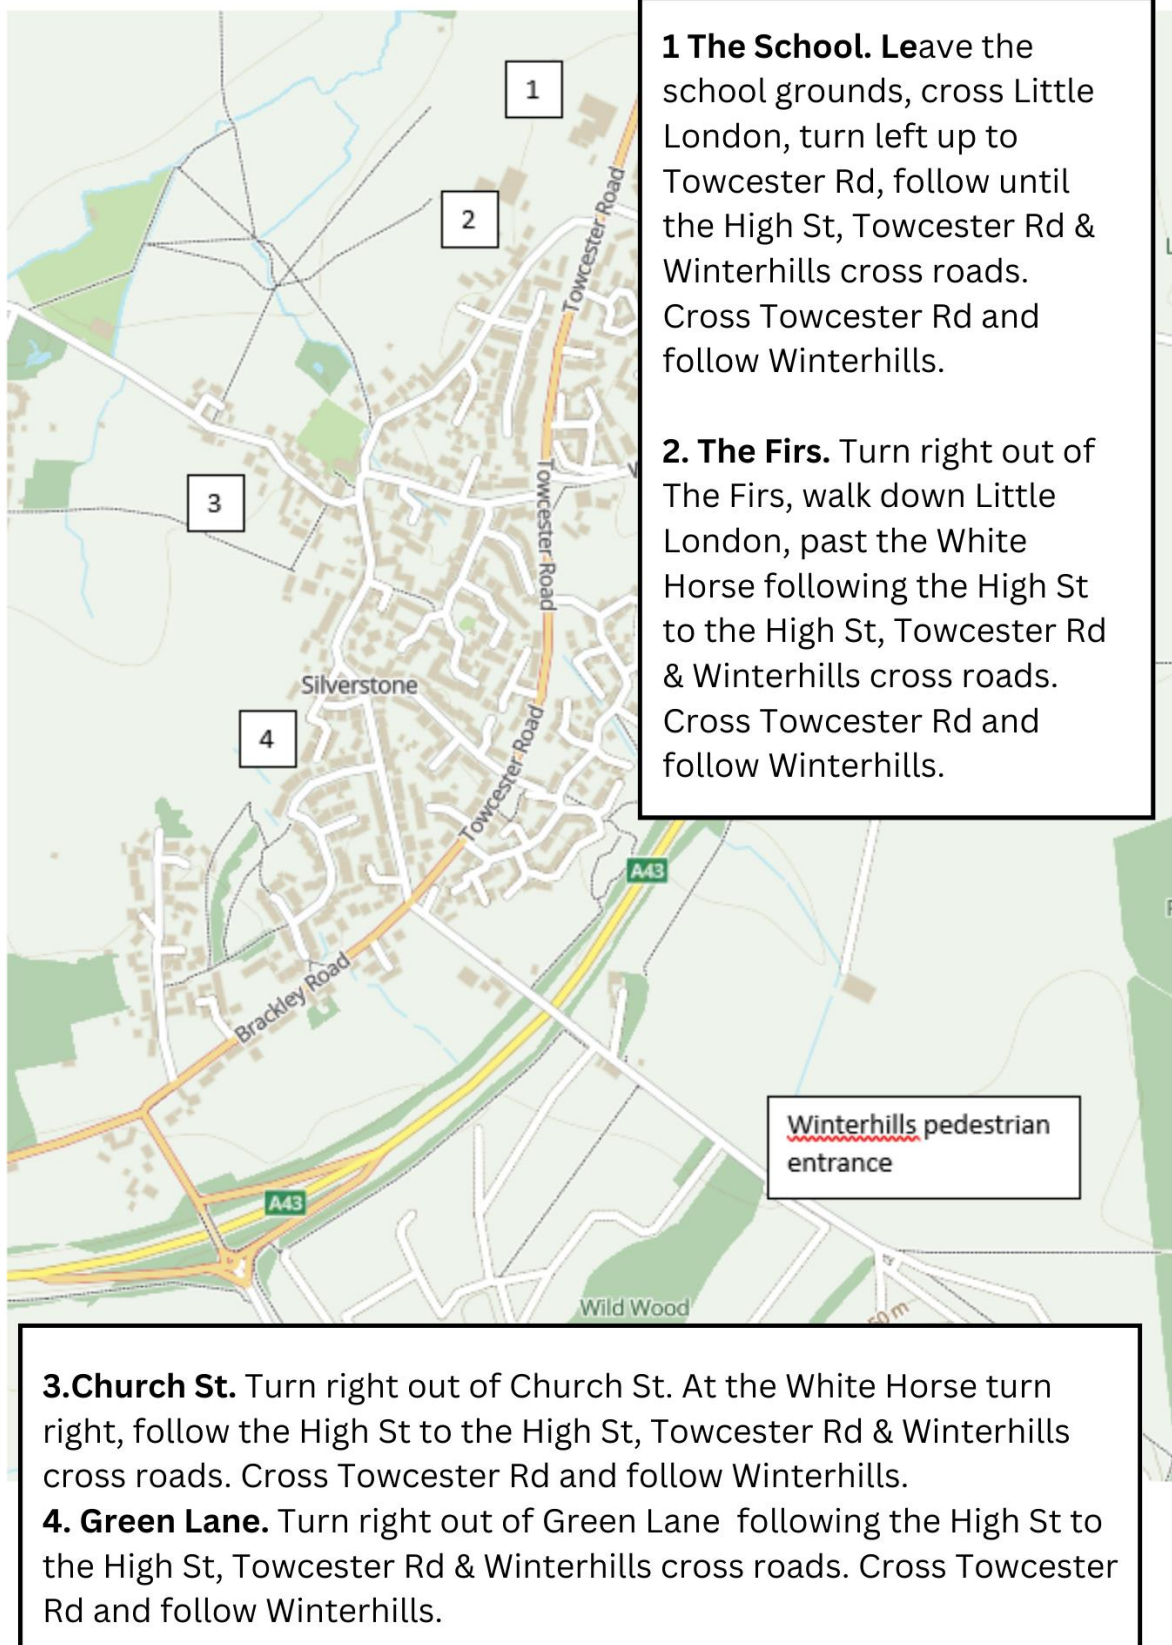 1 The School. Leave the
school grounds, cross Little
London, turn left up to
Towcester Rd, follow until
the High St, Towcester Rd &
Winterhills cross roads.
Cross Towcester Rd and
follow Winterhills.
2. The Firs. Turn right out of
The Firs, walk down Little
London, past the White
Horse following the High St
to the High St, Towcester Rd
& Winterhills cross roads.
Cross Towcester Rd and
follow Winterhills.
1
2
Towcester Road
Towcester Road
3
Silverstone
4
Towcester Road
A43
Brackley Road
Winterhills pedestrian
entrance
A43
Wild Wood
50 m
3.Church St. Turn right out of Church St. At the White Horse turn
right, follow the High St to the High St, Towcester Rd & Winterhills
cross roads. Cross Towcester Rd and follow Winterhills.
4. Green Lane. Turn right out of Green Lane  following the High St to
the High St, Towcester Rd & Winterhills cross roads. Cross Towcester
Rd and follow Winterhills.